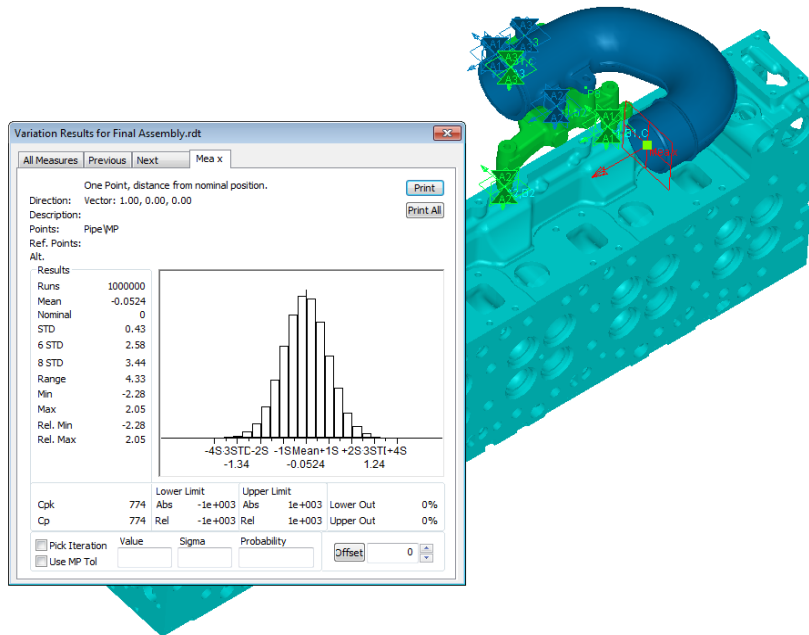 Variation Results for Final Assembly.rdt
All Measures Previous Next Mea x
One Point, distance from nominal position.
Print
Direction: Vector: 1.00, 0.00, 0.00
Print All
Description:
Points: Pipe\MP
Ref. Points:
Alt.
Results
Runs 1000000
Mean -0.0524
Nominal 0
STD 0.43
6 STD 2.58
8 STD 3.44
Range 4.33
Min -2.28
Max 2.05
Rel. Min -2.28
Rel. Max 2.05
-4S 3STD -2S -1S Mean +1S +2S 3STD +4S
-1.34 -0.0524 1.24
Lower Limit Upper Limit
Cpk 774 Abs -1e+003 Abs 1e+003 Lower Out 0%
Cp 774 Rel -1e+003 Rel 1e+003 Upper Out 0%
Pick Iteration Value Sigma Probability
Use MP Tol
Offset 0